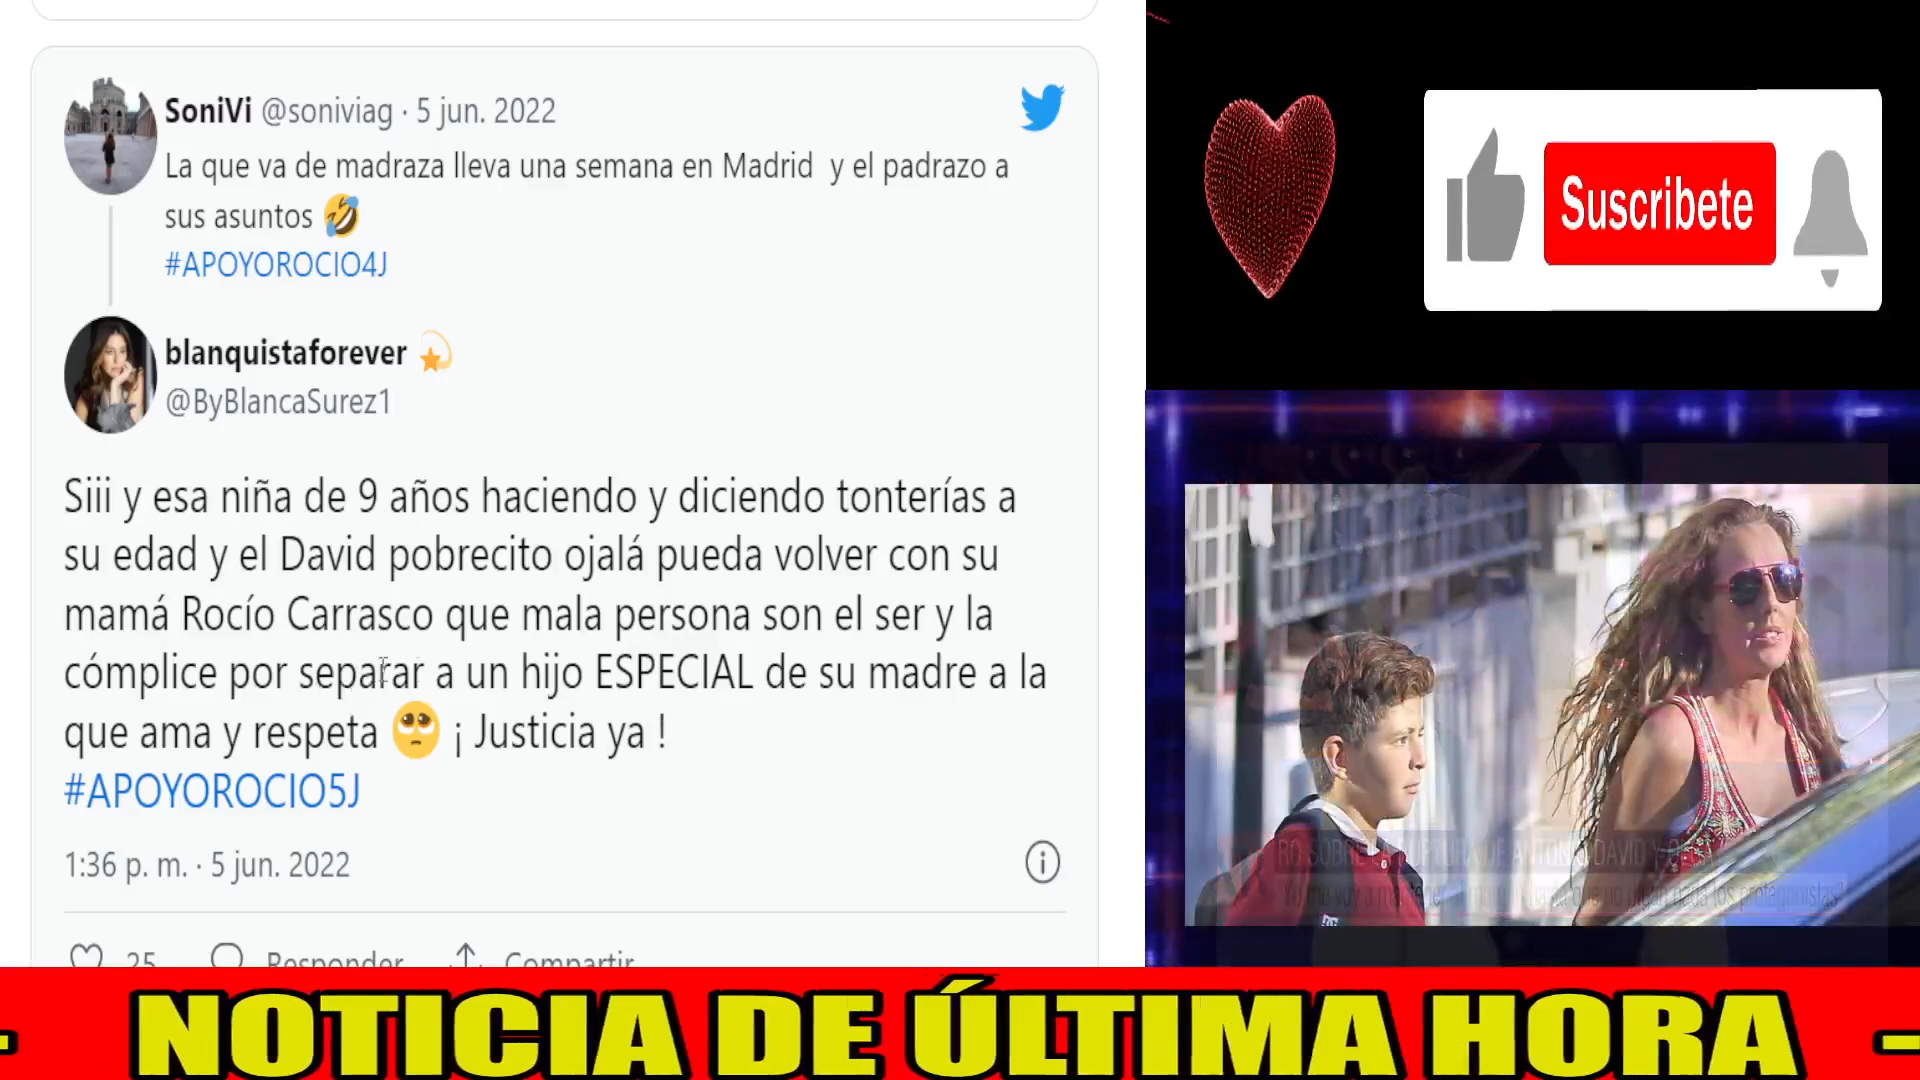 SoniVi @soniviag · 5 jun. 2022
La que va de madraza lleva una semana en Madrid y el padrazo a
sus asuntos 🤣
#APOYOROCIO4J
blanquistaforever 💫
@ByBlancaSurez1
Siii y esa niña de 9 años haciendo y diciendo tonterías a
su edad y el David pobrecito ojalá pueda volver con su
mamá Rocío Carrasco que mala persona son el ser y la
cómplice por separar a un hijo ESPECIAL de su madre a la
que ama y respeta 🥺 ¡ Justicia ya !
#APOYOROCIO5J
1:36 p. m. · 5 jun. 2022
25 Responder Compartir
Suscribete
NOTICIA DE ÚLTIMA HORA